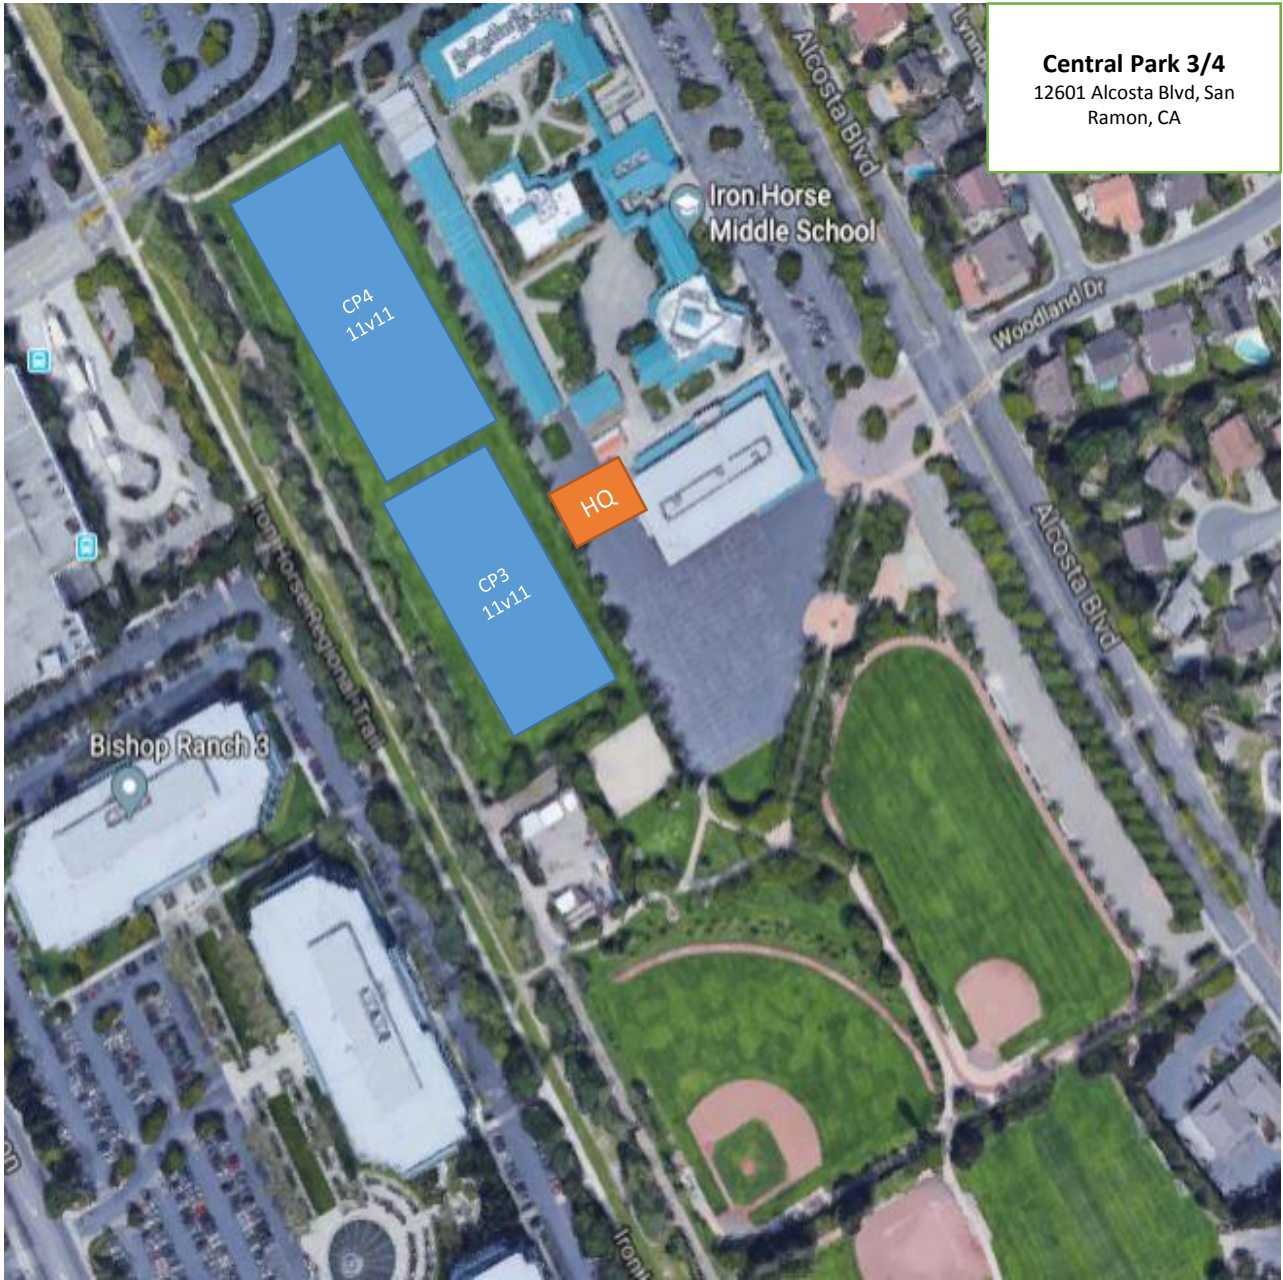 Central Park 3/4
12601 Alcosta Blvd, San
Ramon, CA
Alcosta Blvd
Iron Horse
Middle School
Woodland Dr
CP4
11v11
HQ
CP3
11v11
Alcosta Blvd
Iron Horse Regional Trail
Bishop Ranch 3